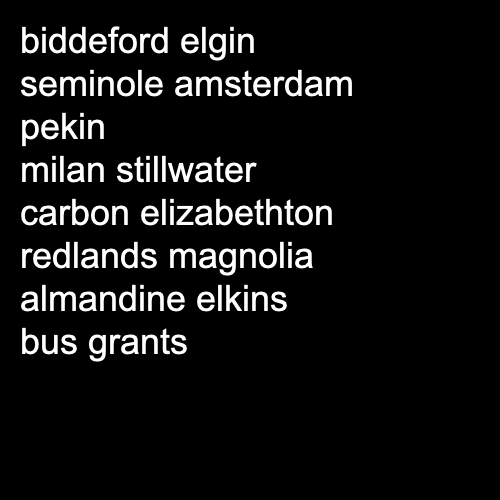 biddeford elgin
seminole amsterdam
pekin
milan stillwater
carbon elizabethton
redlands magnolia
almandine elkins
bus grants